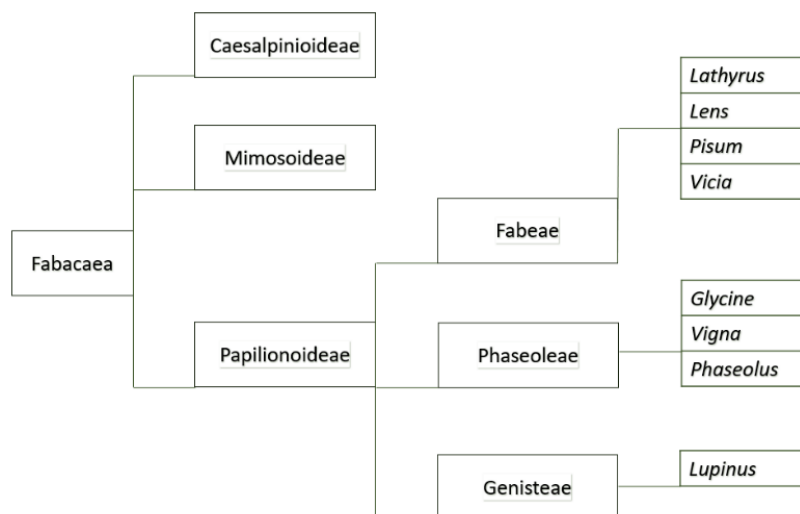 Caesalpinioideae
Mimosoideae
Fabacaea
Papilionoideae
Fabeae
Phaseoleae
Genisteae
Lathyrus
Lens
Pisum
Vicia
Glycine
Vigna
Phaseolus
Lupinus